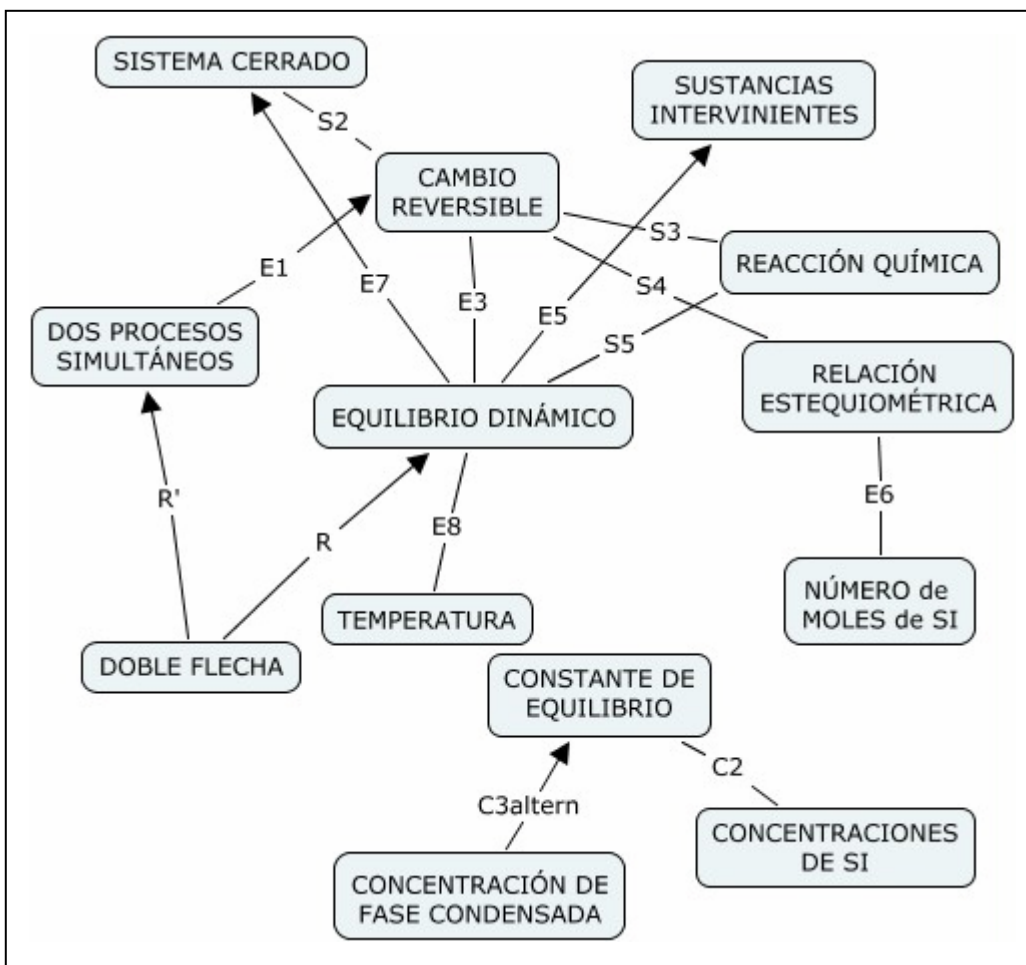 SISTEMA CERRADO
SUSTANCIAS
INTERVINIENTES
S2
CAMBIO
REVERSIBLE
S3
REACCIÓN QUÍMICA
E1
E7
E3
E5
S4
S5
DOS PROCESOS
SIMULTÁNEOS
RELACIÓN
ESTEQUIOMÉTRICA
EQUILIBRIO DINÁMICO
R'
R
E8
E6
TEMPERATURA
NÚMERO de
MOLES de SI
DOBLE FLECHA
CONSTANTE DE
EQUILIBRIO
C2
C3altern
CONCENTRACIONES
DE SI
CONCENTRACIÓN DE
FASE CONDENSADA